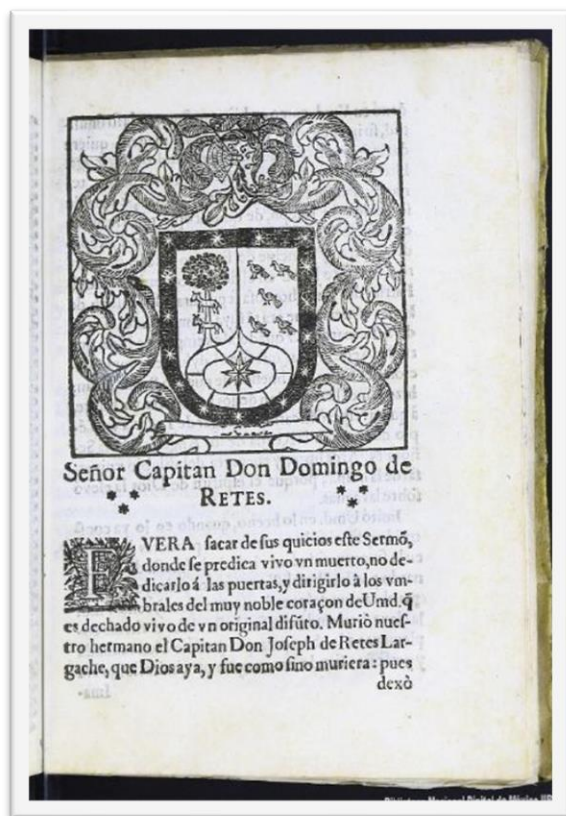 Señor Capitan Don Domingo de
RETES.
FVERA sacar de sus quicios este Sermõ,
donde se predica vivo vn muerto, no de-
dicarlo á las puertas, y dirigirlo à los vm-
brales del muy noble coraçon de Umd. q̃
es dechado vivo de vn original difũto. Muriò nues-
tro hermano el Capitan Don Joseph de Retes Lar-
gache, que Dios aya, y fue como sino muriera: pues
dexò